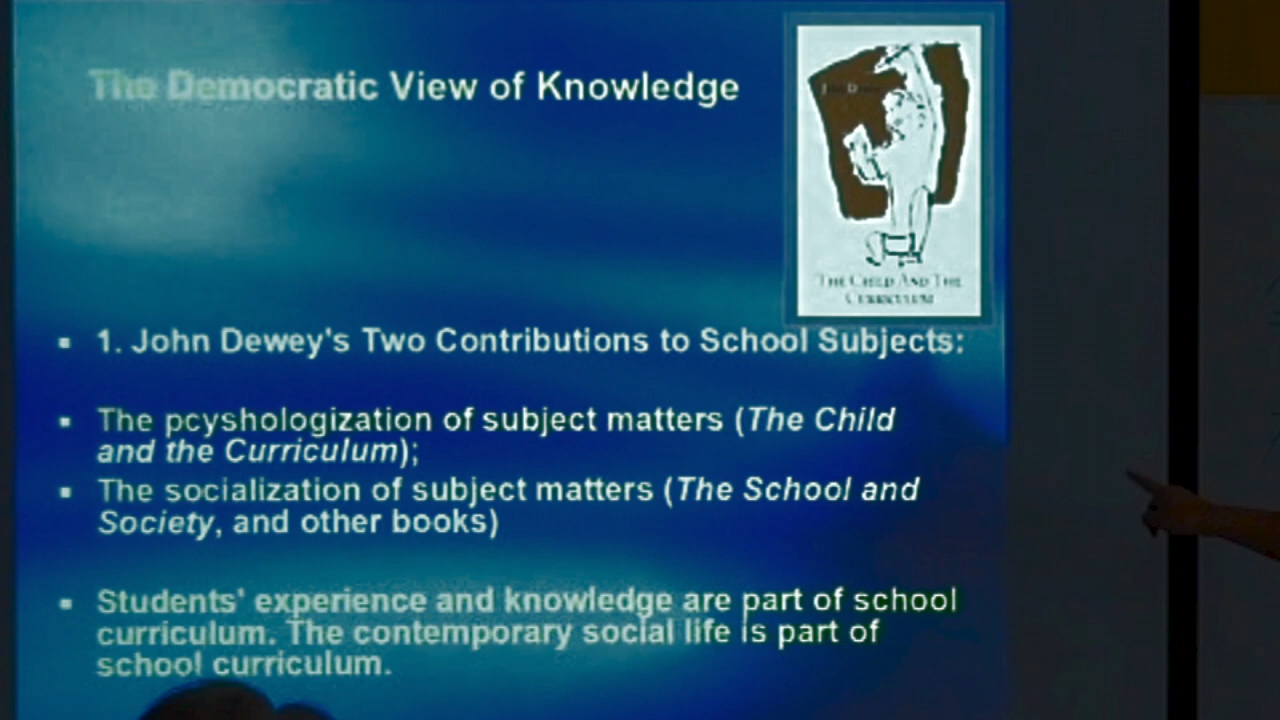 The Democratic View of Knowledge
John Dewey
THE CHILD AND THE
CURRICULUM
▪ 1. John Dewey's Two Contributions to School Subjects:
▪ The pcyshologization of subject matters (The Child
and the Curriculum);
▪ The socialization of subject matters (The School and
Society, and other books)
▪ Students' experience and knowledge are part of school
curriculum. The contemporary social life is part of
school curriculum.